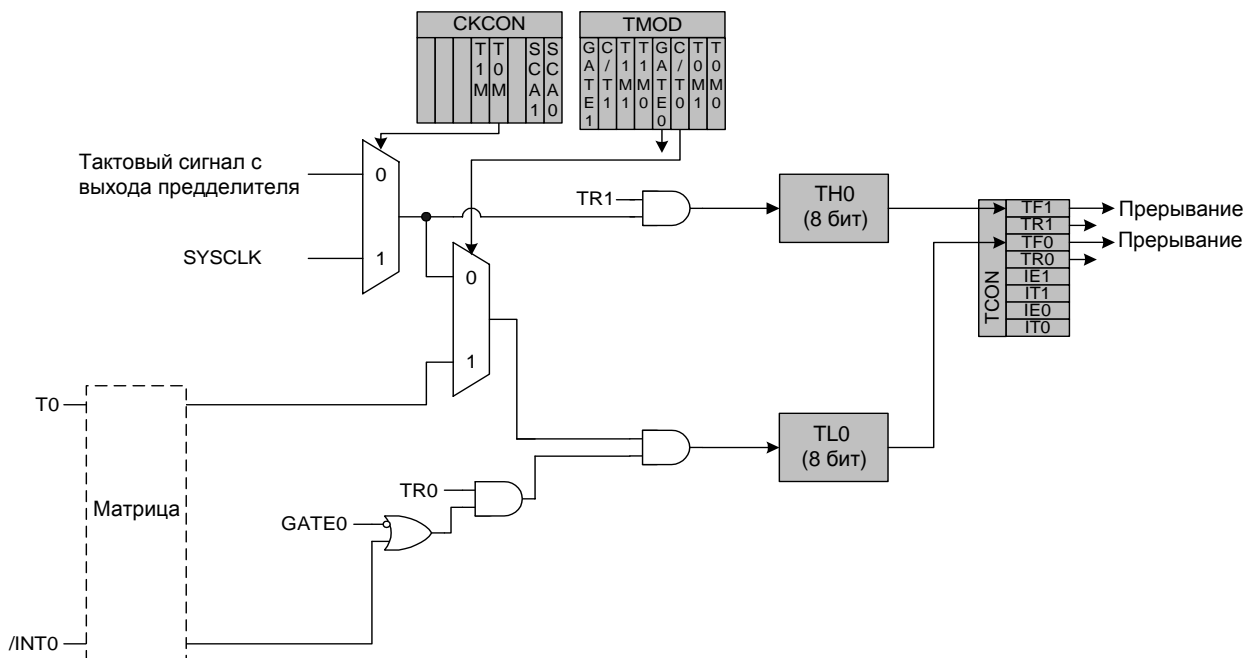 CKCON
T1M
T0M
SCA1
SCA0
TMOD
GATE1
C/T1
T1M1
T1M0
GATE0
C/T0
T0M1
T0M0
Тактовый сигнал с
выхода предделителя
0
SYSCLK
1
TR1
TH0
(8 бит)
0
1
TCON
TF1
TR1
TF0
TR0
IE1
IT1
IE0
IT0
Прерывание
Прерывание
T0
Матрица
TR0
GATE0
TL0
(8 бит)
/INT0